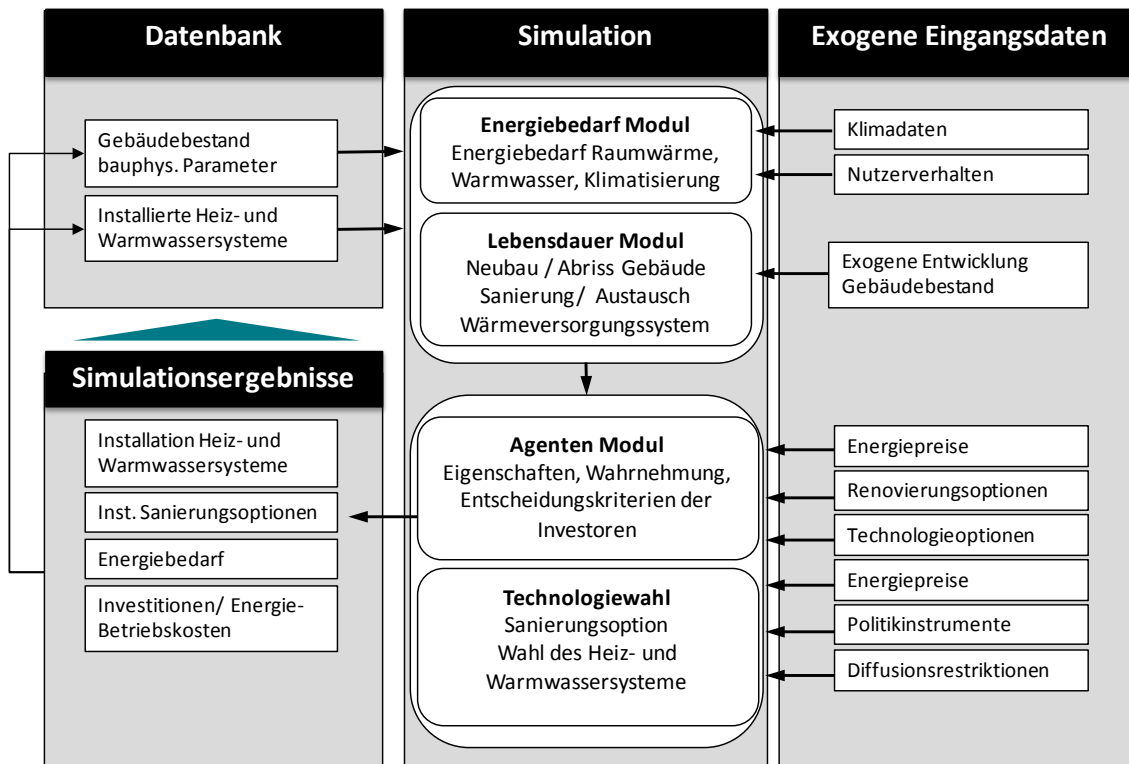 Datenbank
Gebäudebestand
bauphys. Parameter
Installierte Heiz- und
Warmwassersysteme
Simulationsergebnisse
Installation Heiz- und
Warmwassersysteme
Inst. Sanierungsoptionen
Energiebedarf
Investitionen/ Energie-
Betriebskosten
Simulation
Energiebedarf Modul
Energiebedarf Raumwärme,
Warmwasser, Klimatisierung
Lebensdauer Modul
Neubau / Abriss Gebäude
Sanierung/ Austausch
Wärmeversorgungssystem
Agenten Modul
Eigenschaften, Wahrnehmung,
Entscheidungskriterien der
Investoren
Technologiewahl
Sanierungsoption
Wahl des Heiz- und
Warmwassersysteme
Exogene Eingangsdaten
Klimadaten
Nutzerverhalten
Exogene Entwicklung
Gebäudebestand
Energiepreise
Renovierungsoptionen
Technologieoptionen
Energiepreise
Politikinstrumente
Diffusionsrestriktionen